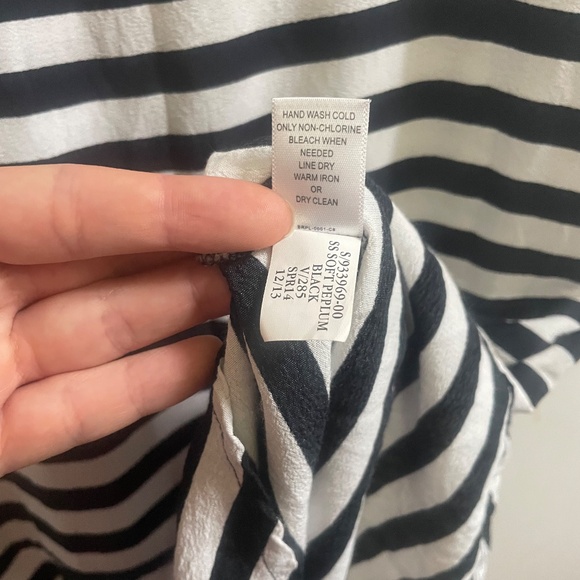 HAND WASH COLD
ONLY NON-CHLORINE
BLEACH WHEN
NEEDED
LINE DRY
WARM IRON
OR
DRY CLEAN
S/933969-00
SS SOFT PEPLUM
BLACK
V/285
SPR14
12/13